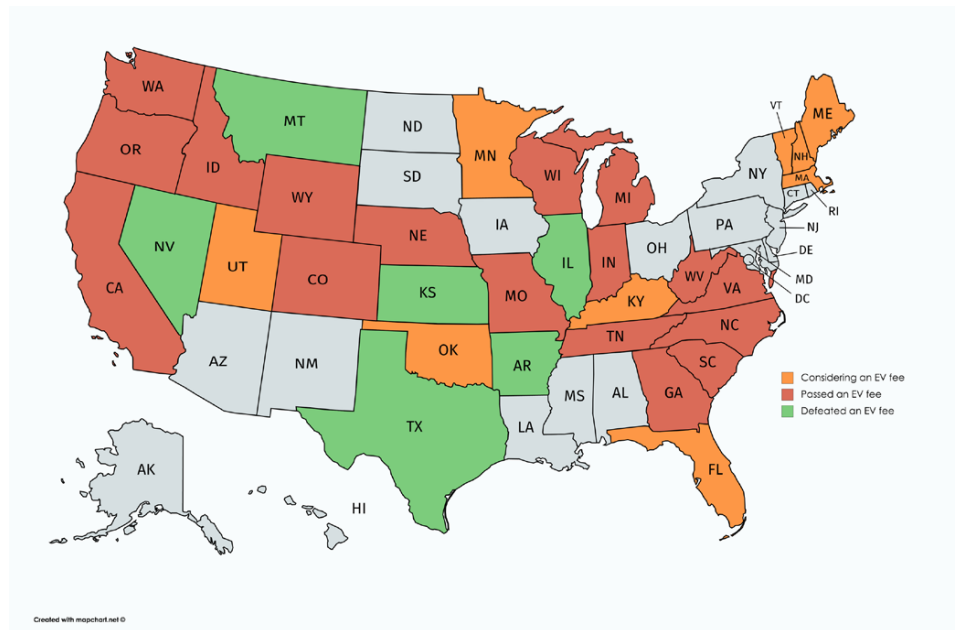 WA
OR
CA
ID
NV
MT
WY
UT
CO
AZ
NM
ND
SD
NE
KS
OK
TX
MN
IA
MO
AR
LA
WI
IL
MI
IN
OH
KY
TN
MS
AL
GA
FL
SC
NC
VA
WV
PA
NY
VT
NH
ME
MA
CT
RI
NJ
DE
MD
DC
AK
HI
Considering an EV fee
Passed an EV fee
Defeated an EV fee
Created with mapchart.net ©